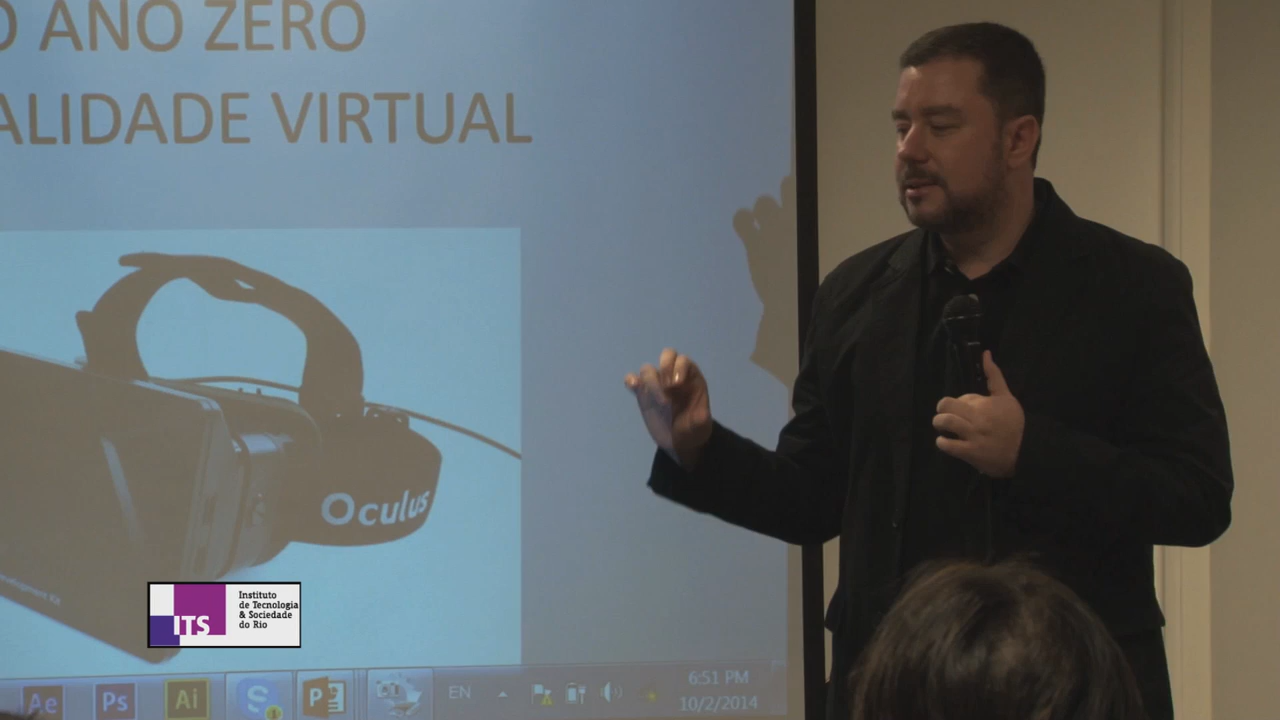 O ANO ZERO
ALIDADE VIRTUAL
Oculus
ITS
Instituto
de Tecnologia
& Sociedade
do Rio
Ae
Ps
Ai
S
P
EN
6:51 PM
10/2/2014